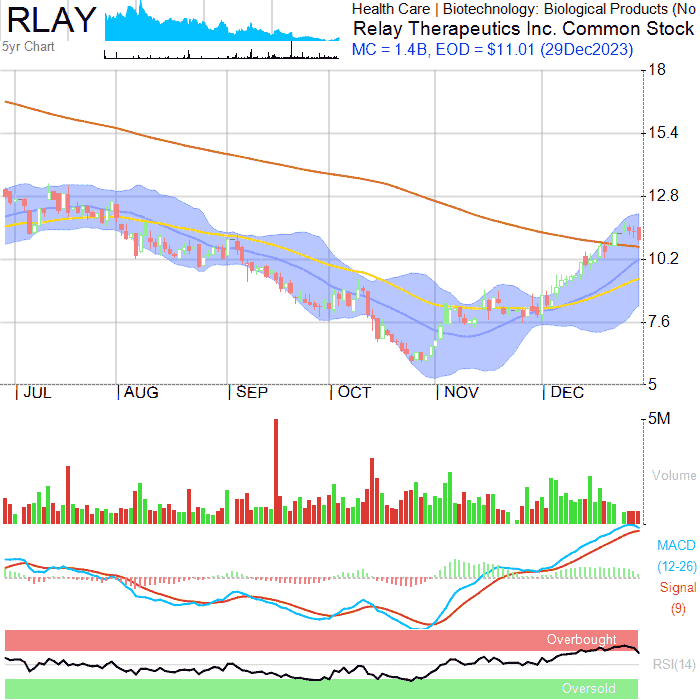 RLAY
5yr Chart
Health Care | Biotechnology: Biological Products (No
Relay Therapeutics Inc. Common Stock
MC = 1.4B, EOD = $11.01 (29Dec2023)
18
15.4
12.8
10.2
7.6
5
JUL AUG SEP OCT NOV DEC
5M
Volume
MACD
(12-26)
Signal
(9)
Overbought
RSI(14)
Oversold